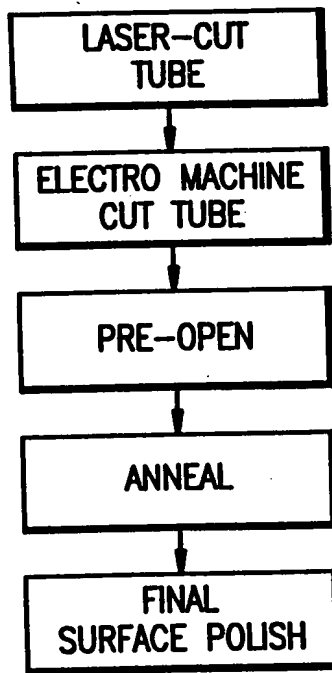 LASER-CUT
TUBE
ELECTRO MACHINE
CUT TUBE
PRE-OPEN
ANNEAL
FINAL
SURFACE POLISH